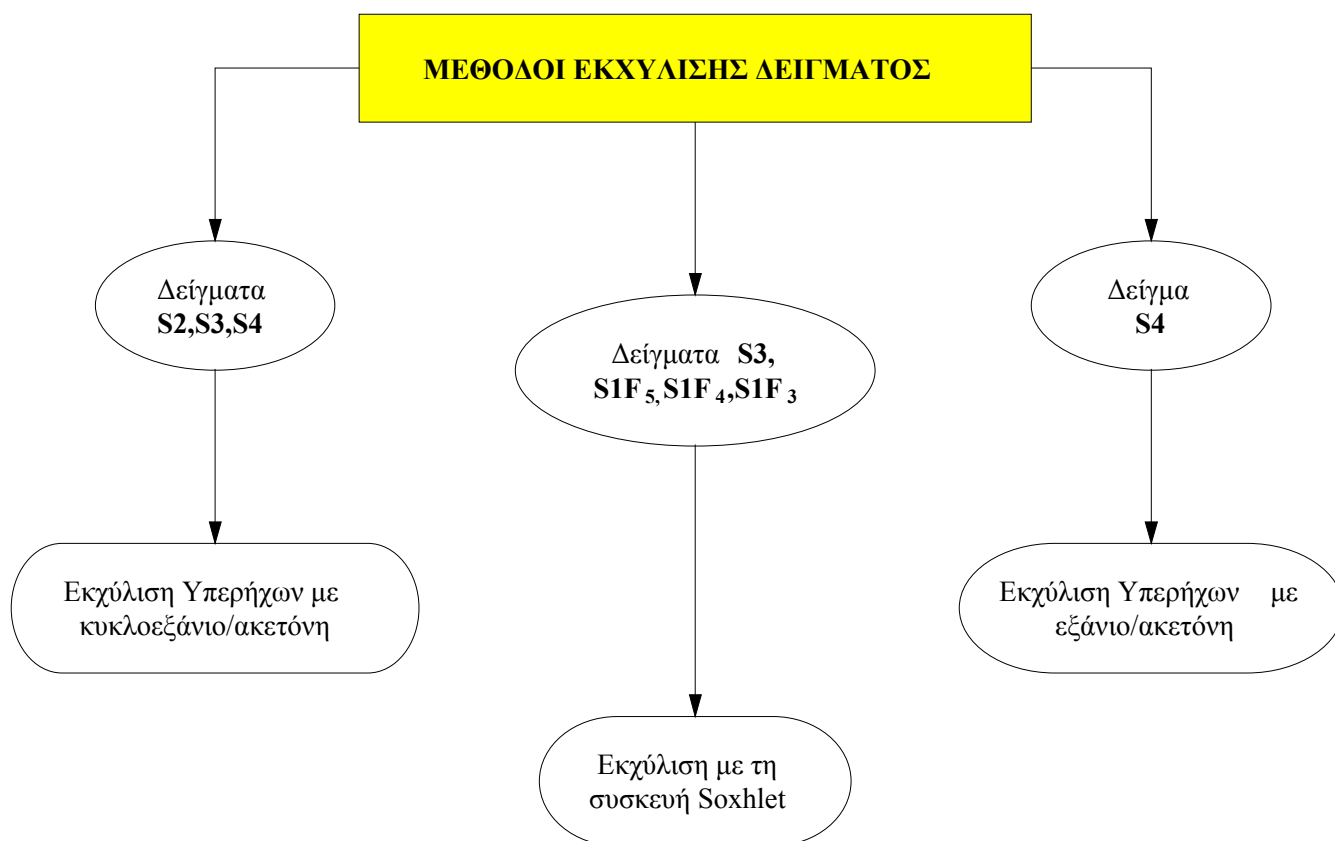 ΜΕΘΟΔΟΙ ΕΚΧΥΛΙΣΗΣ ΔΕΙΓΜΑΤΟΣ
Δείγματα
S2,S3,S4
Δείγματα S3,
S1F5, S1F4,S1F3
Δείγμα
S4
Εκχύλιση Υπερήχων με
κυκλοεξάνιο/ακετόνη
Εκχύλιση με τη
συσκευή Soxhlet
Εκχύλιση Υπερήχων με
εξάνιο/ακετόνη